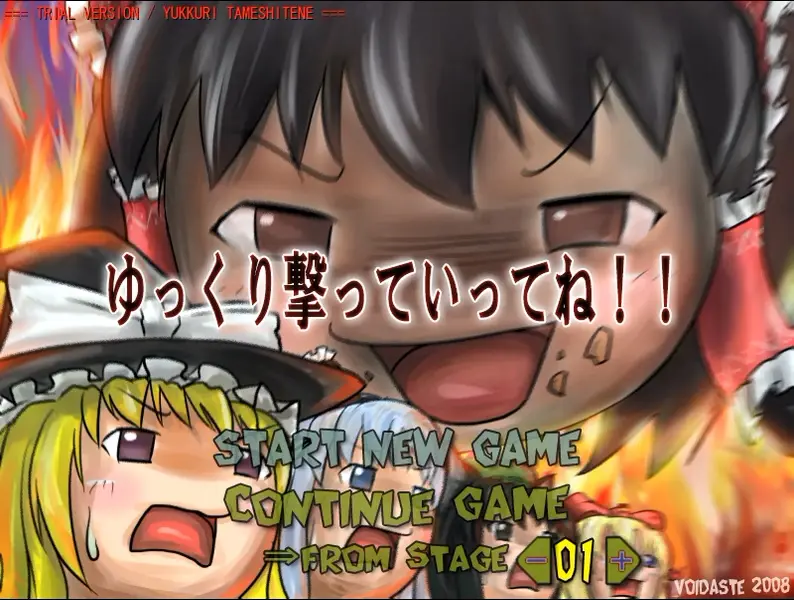 === TRIAL VERSION / YUKKURI TAMESHITENE ===
ゆっくり撃っていってね！！
START NEW GAME
CONTINUE GAME
⇒FROM STAGE - 01 +
VOIDASTE 2008